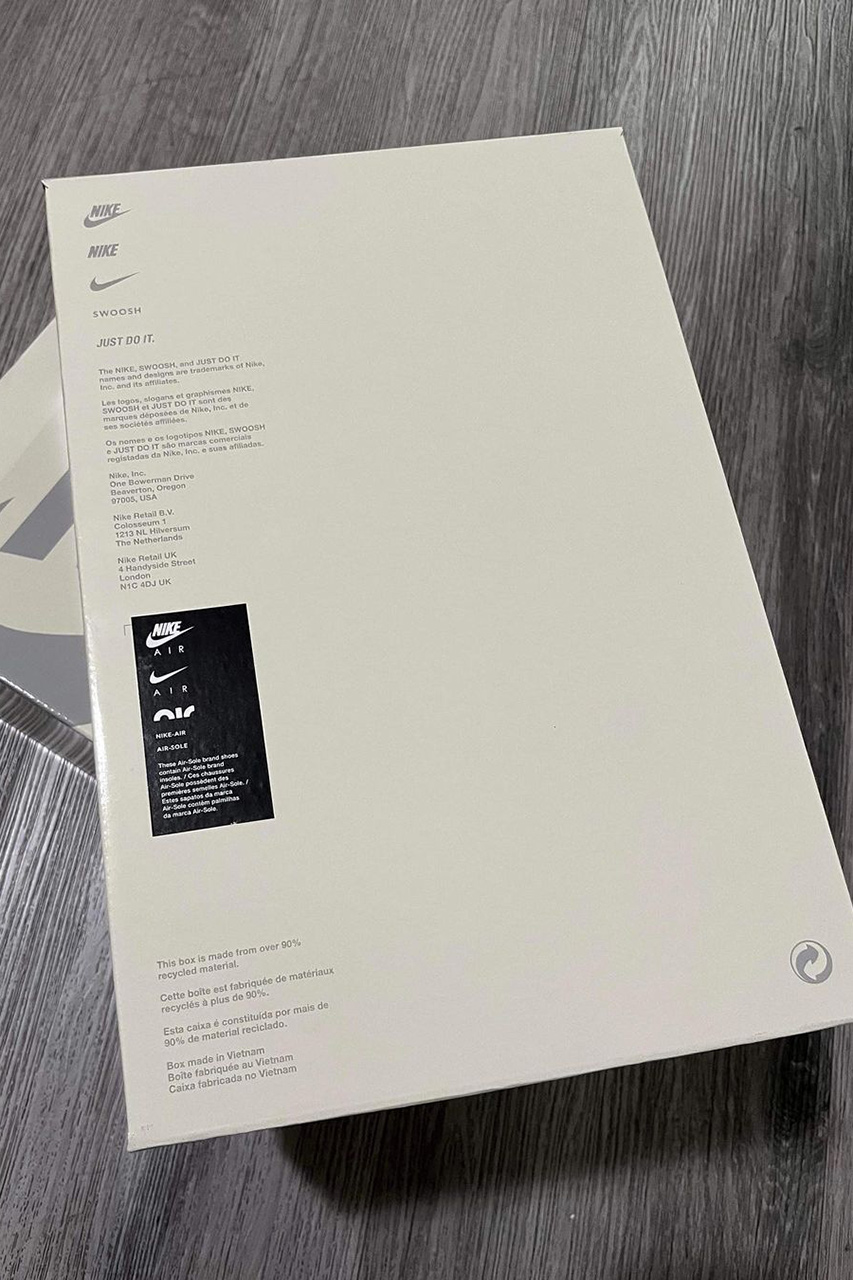 NIKE
NIKE
SWOOSH
JUST DO IT.
The NIKE, SWOOSH, and JUST DO IT
names and designs are trademarks of Nike,
Inc. and its affiliates.
Les logos, slogans et graphismes NIKE,
SWOOSH et JUST DO IT sont des
marques déposées de Nike, Inc. et de
ses sociétés affiliées.
Os nomes e os logotipos NIKE, SWOOSH
e JUST DO IT são marcas comerciais
registadas da Nike, Inc. e suas afiliadas.
Nike, Inc.
One Bowerman Drive
Beaverton, Oregon
97005, USA
Nike Retail B.V.
Colosseum 1
1213 NL Hilversum
The Netherlands
Nike Retail UK
4 Handyside Street
London
N1C 4DJ UK
NIKE
AIR
AIR
air
NIKE-AIR
AIR-SOLE
These Air-Sole brand shoes
contain Air-Sole brand
insoles. / Ces chaussures
Air-Sole possèdent des
premières semelles Air-Sole. /
Estes sapatos da marca
Air-Sole contêm palmilhas
da marca Air-Sole.
This box is made from over 90%
recycled material.
Cette boîte est fabriquée de matériaux
recyclés à plus de 90%.
Esta caixa é constituída por mais de
90% de material reciclado.
Box made in Vietnam
Boîte fabriquée au Vietnam
Caixa fabricada no Vietnam